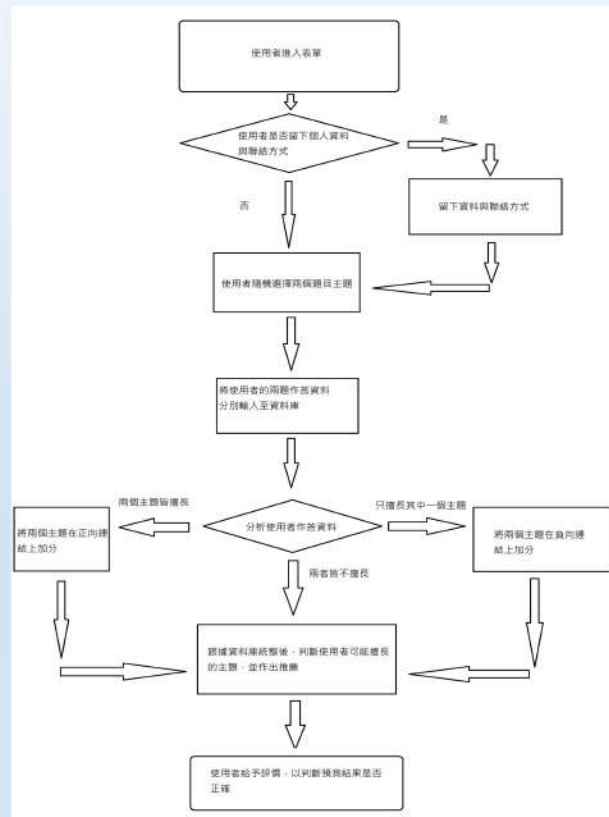 使用者進入表單
使用者是否留下個人資料
與聯絡方式
是
否
留下資料與聯絡方式
使用者隨機選擇兩個題目主題
將使用者的兩題作答資料
分別輸入至資料庫
兩個主題皆擅長
只擅長其中一個主題
分析使用者作答資料
將兩個主題在正向連
結上加分
將兩個主題在負向連
結上加分
兩者皆不擅長
跟據資料庫統整後，判斷使用者可能擅長
的主題，並作出推薦
使用者給予評價，以判斷預測結果是否
正確